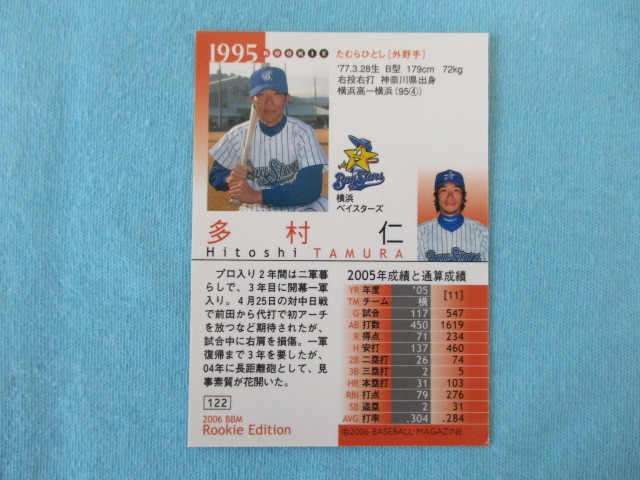 1995 ROOKIE
たむらひとし[外野手]
'77.3.28生 B型 179cm 72kg
右投右打 神奈川県出身
横浜高ー横浜(95④)
BayStars
横浜
ベイスターズ
多村 仁
Hitoshi TAMURA
プロ入り2年間は二軍暮
らしで、3年目に開幕一軍
入り。4月25日の対中日戦
で前田から代打で初アーチ
を放つなど期待されたが、
試合中に右肩を損傷。一軍
復帰まで3年を要したが、
04年に長距離砲として、見
事素質が花開いた。
122
2006 BBM
Rookie Edition
2005年成績と通算成績
YR 年度 '05 [11]
TM チーム 横
G 試合 117 547
AB 打数 450 1619
R 得点 71 234
H 安打 137 460
2B 二塁打 26 74
3B 三塁打 2 5
HR 本塁打 31 103
RBI 打点 79 276
SB 盗塁 2 31
AVG 打率 .304 .284
©2006 BASEBALL MAGAZINE